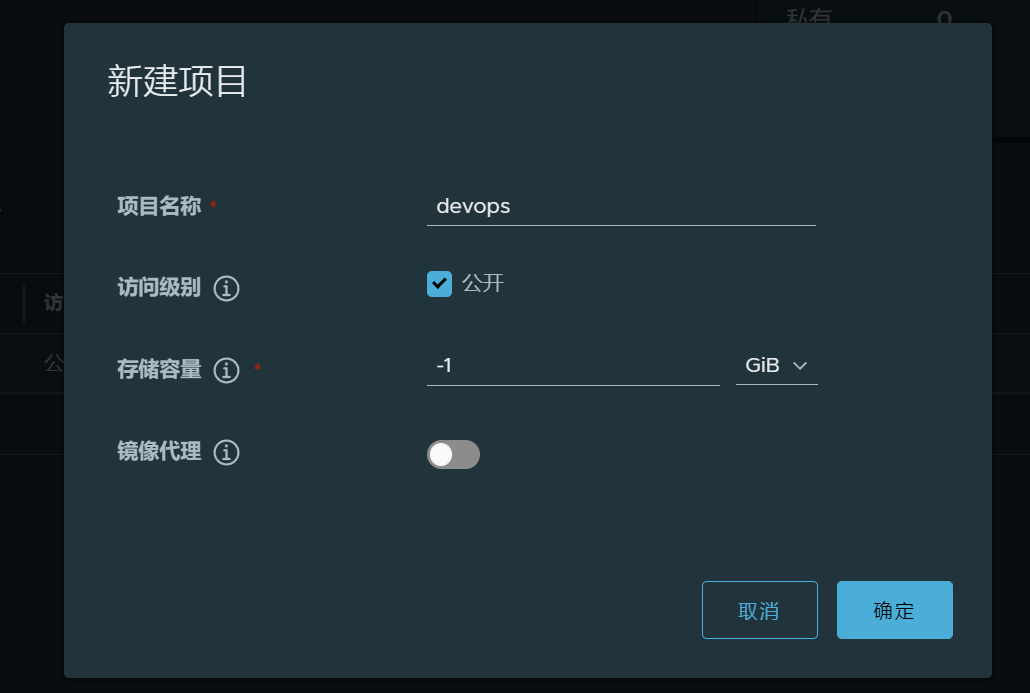 私有 0
新建项目
项目名称 *
devops
访问级别
公开
存储容量 *
-1 GiB
镜像代理
取消 确定
访
公